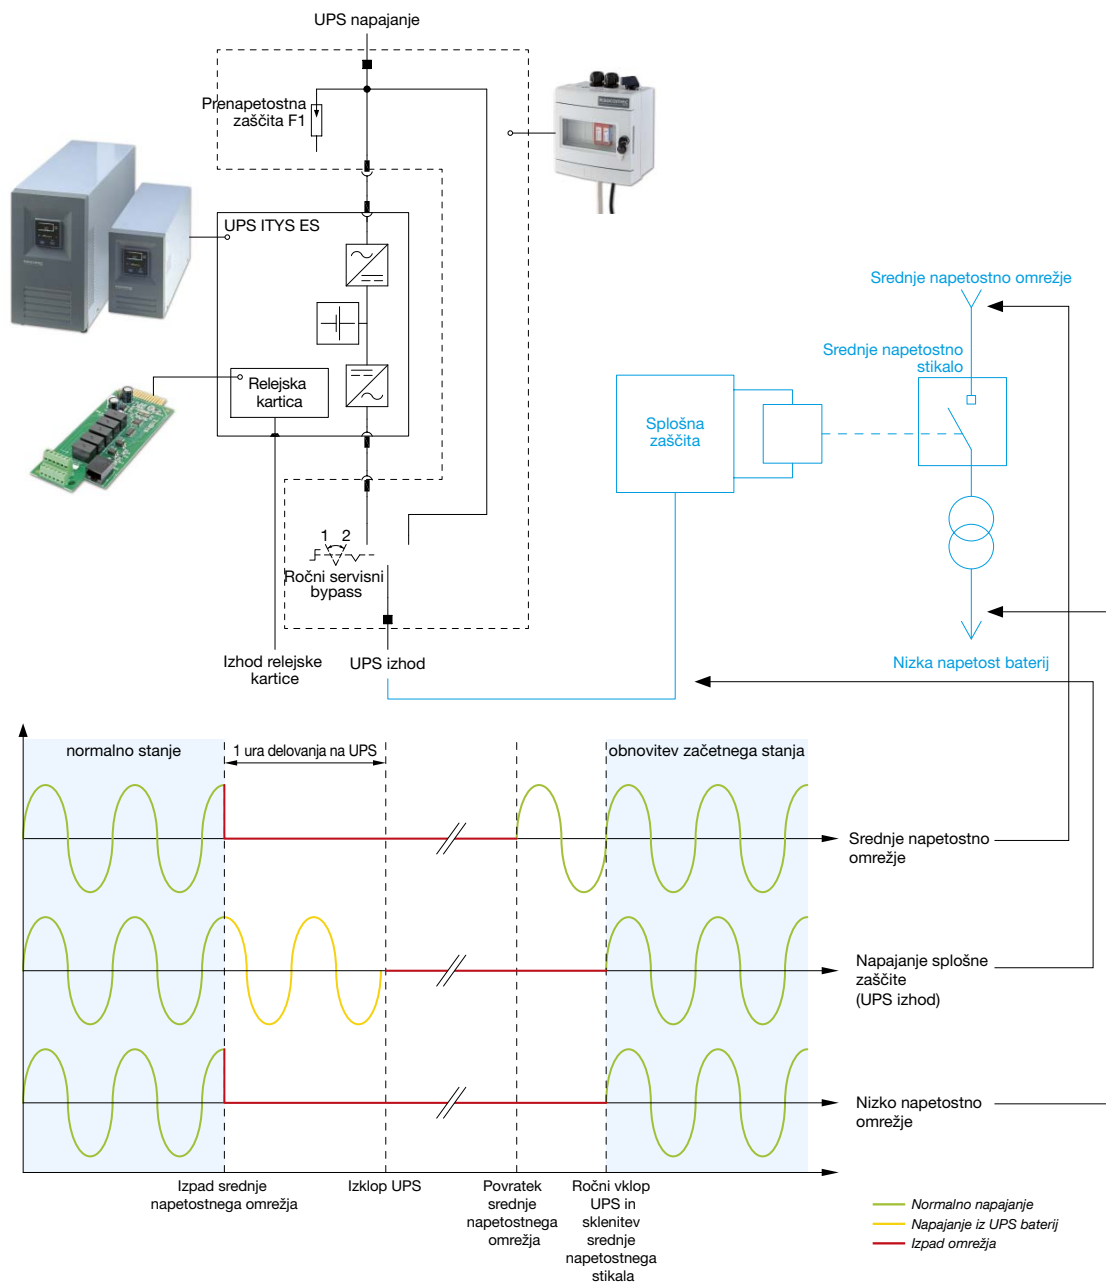 UPS napajanje
Prenapetostna
zaščita F1
UPS ITYS ES
Relejska
kartica
1 2
Ročni servisni
bypass
Izhod relejske
kartice
UPS izhod
Srednje napetostno omrežje
Srednje napetostno
stikalo
Splošna
zaščita
Nizka napetost baterij
normalno stanje
1 ura delovanja na UPS
obnovitev začetnega stanja
Srednje napetostno
omrežje
Napajanje splošne
zaščite
(UPS izhod)
Nizko napetostno
omrežje
Izpad srednje
napetostnega omrežja
Izklop UPS
Povratek
srednje
napetostnega
omrežja
Ročni vklop
UPS in
sklenitev
srednje
napetostnega
stikala
Normalno napajanje
Napajanje iz UPS baterij
Izpad omrežja